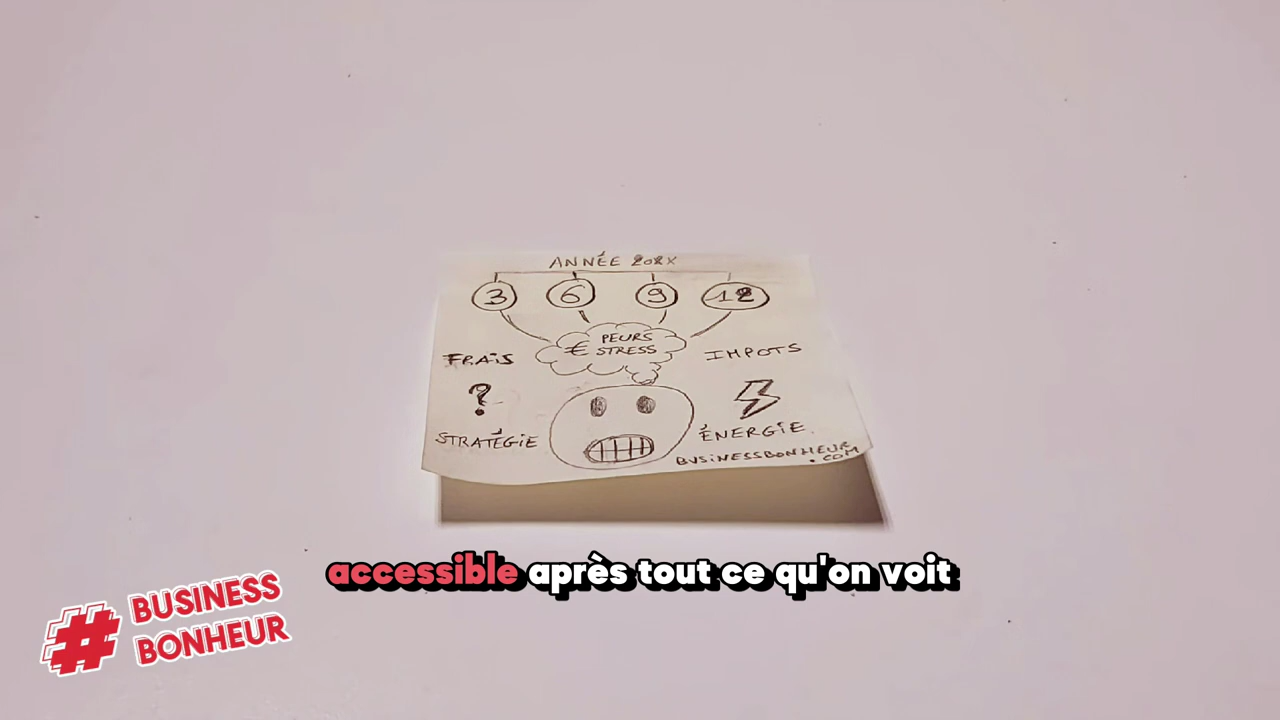 ANNÉE 202X
3 6 9 12
€ PEURS
STRESS
FRAIS
IMPOTS
?
STRATÉGIE
ÉNERGIE
BUSINESSBONHEUR
.COM
accessible après tout ce qu'on voit
# BUSINESS
BONHEUR